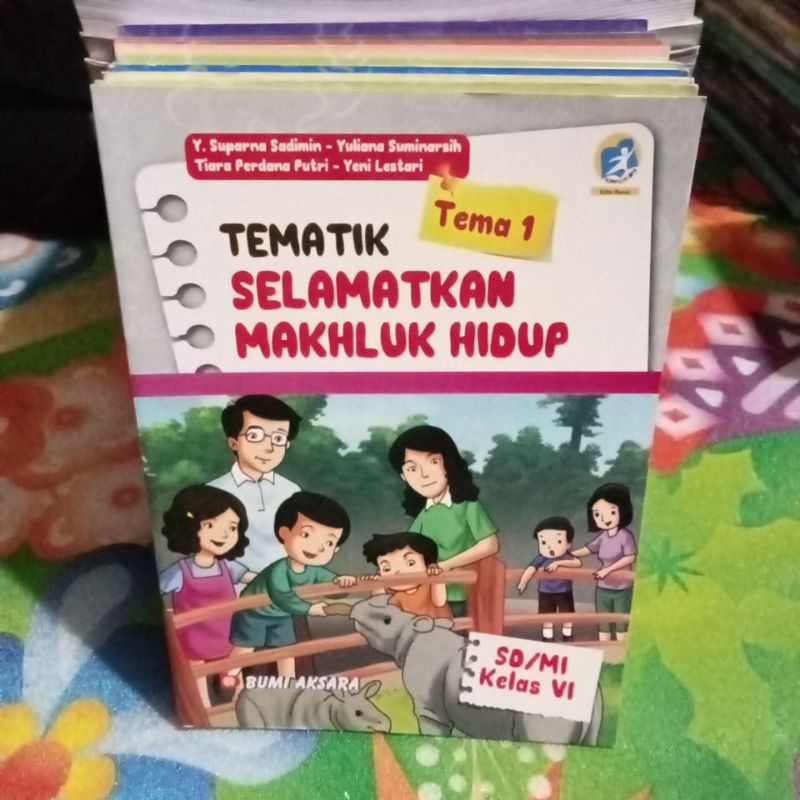 Y. Suparna Sadimin - Yuliana Suminarsih
Tiara Perdana Putri - Yeni Lestari
Tema 1
TEMATIK
SELAMATKAN
MAKHLUK HIDUP
SD/MI
Kelas VI
BUMI AKSARA